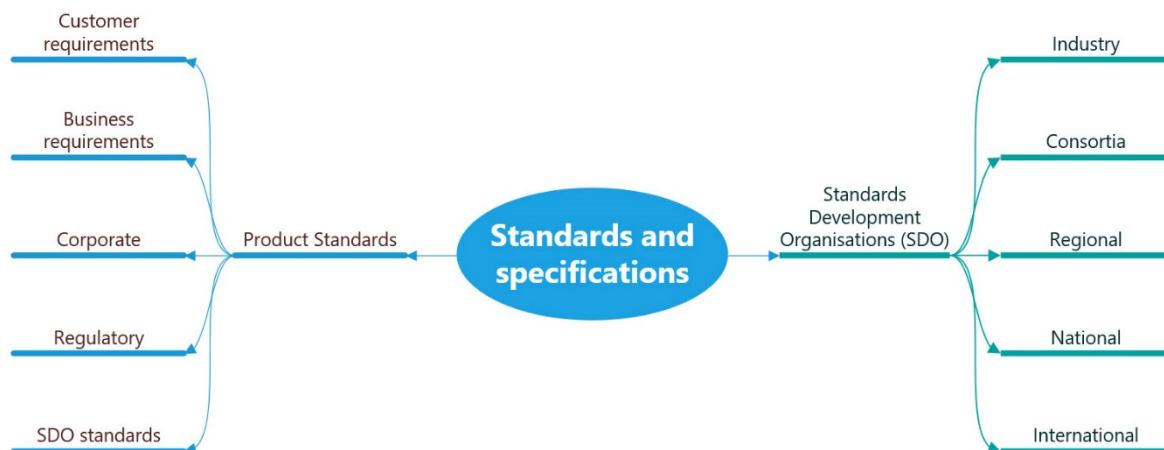 Customer
requirements
Business
requirements
Corporate
Regulatory
SDO standards
Product Standards
Standards and
specifications
Standards
Development
Organisations (SDO)
Industry
Consortia
Regional
National
International